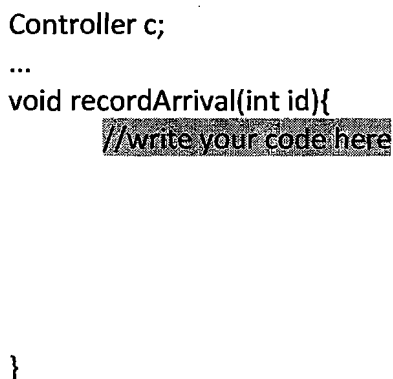 Controller c;
...
void recordArrival(int id){
//write your code here
}